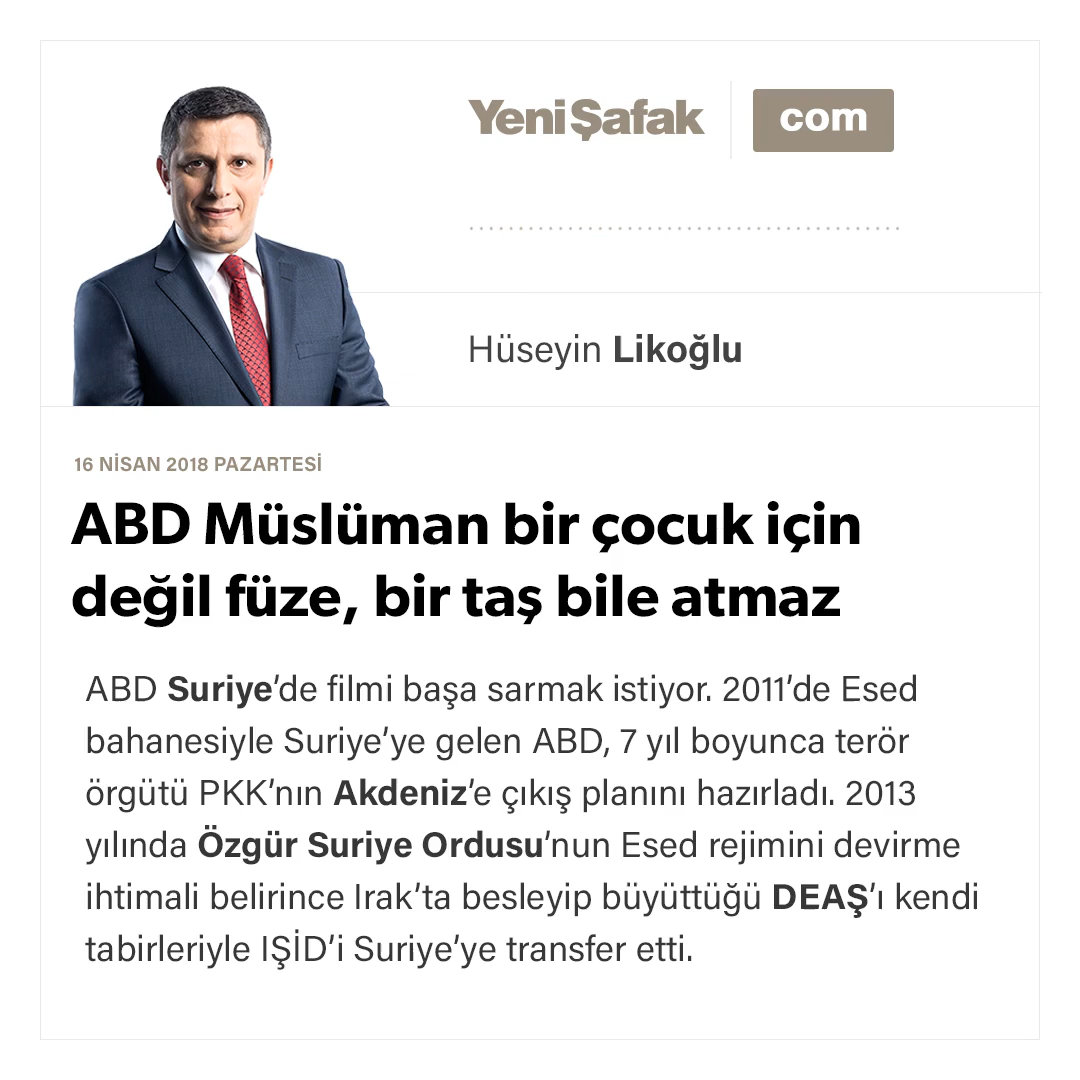 YeniŞafak
com
Hüseyin Likoğlu
16 NİSAN 2018 PAZARTESİ
ABD Müslüman bir çocuk için
değil füze, bir taş bile atmaz
ABD Suriye’de filmi başa sarmak istiyor. 2011’de Esed
bahanesiyle Suriye’ye gelen ABD, 7 yıl boyunca terör
örgütü PKK’nın Akdeniz’e çıkış planını hazırladı. 2013
yılında Özgür Suriye Ordusu’nun Esed rejimini devirme
ihtimali belirince Irak’ta besleyip büyüttüğü DEAŞ’ı kendi
tabirleriyle IŞİD’i Suriye’ye transfer etti.